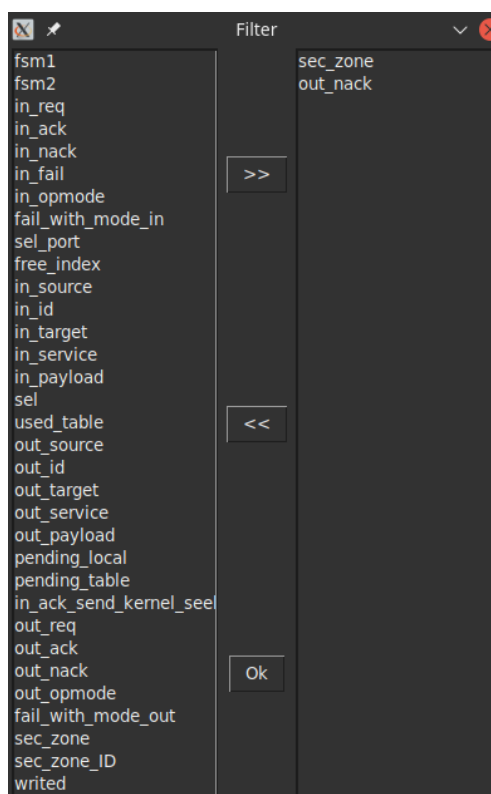 Filter
fsm1
fsm2
in_req
in_ack
in_nack
in_fail
in_opmode
fail_with_mode_in
sel_port
free_index
in_source
in_id
in_target
in_service
in_payload
sel
used_table
out_source
out_id
out_target
out_service
out_payload
pending_local
pending_table
in_ack_send_kernel_seel
out_req
out_ack
out_nack
out_opmode
fail_with_mode_out
sec_zone
sec_zone_ID
writed
>>
<<
Ok
sec_zone
out_nack